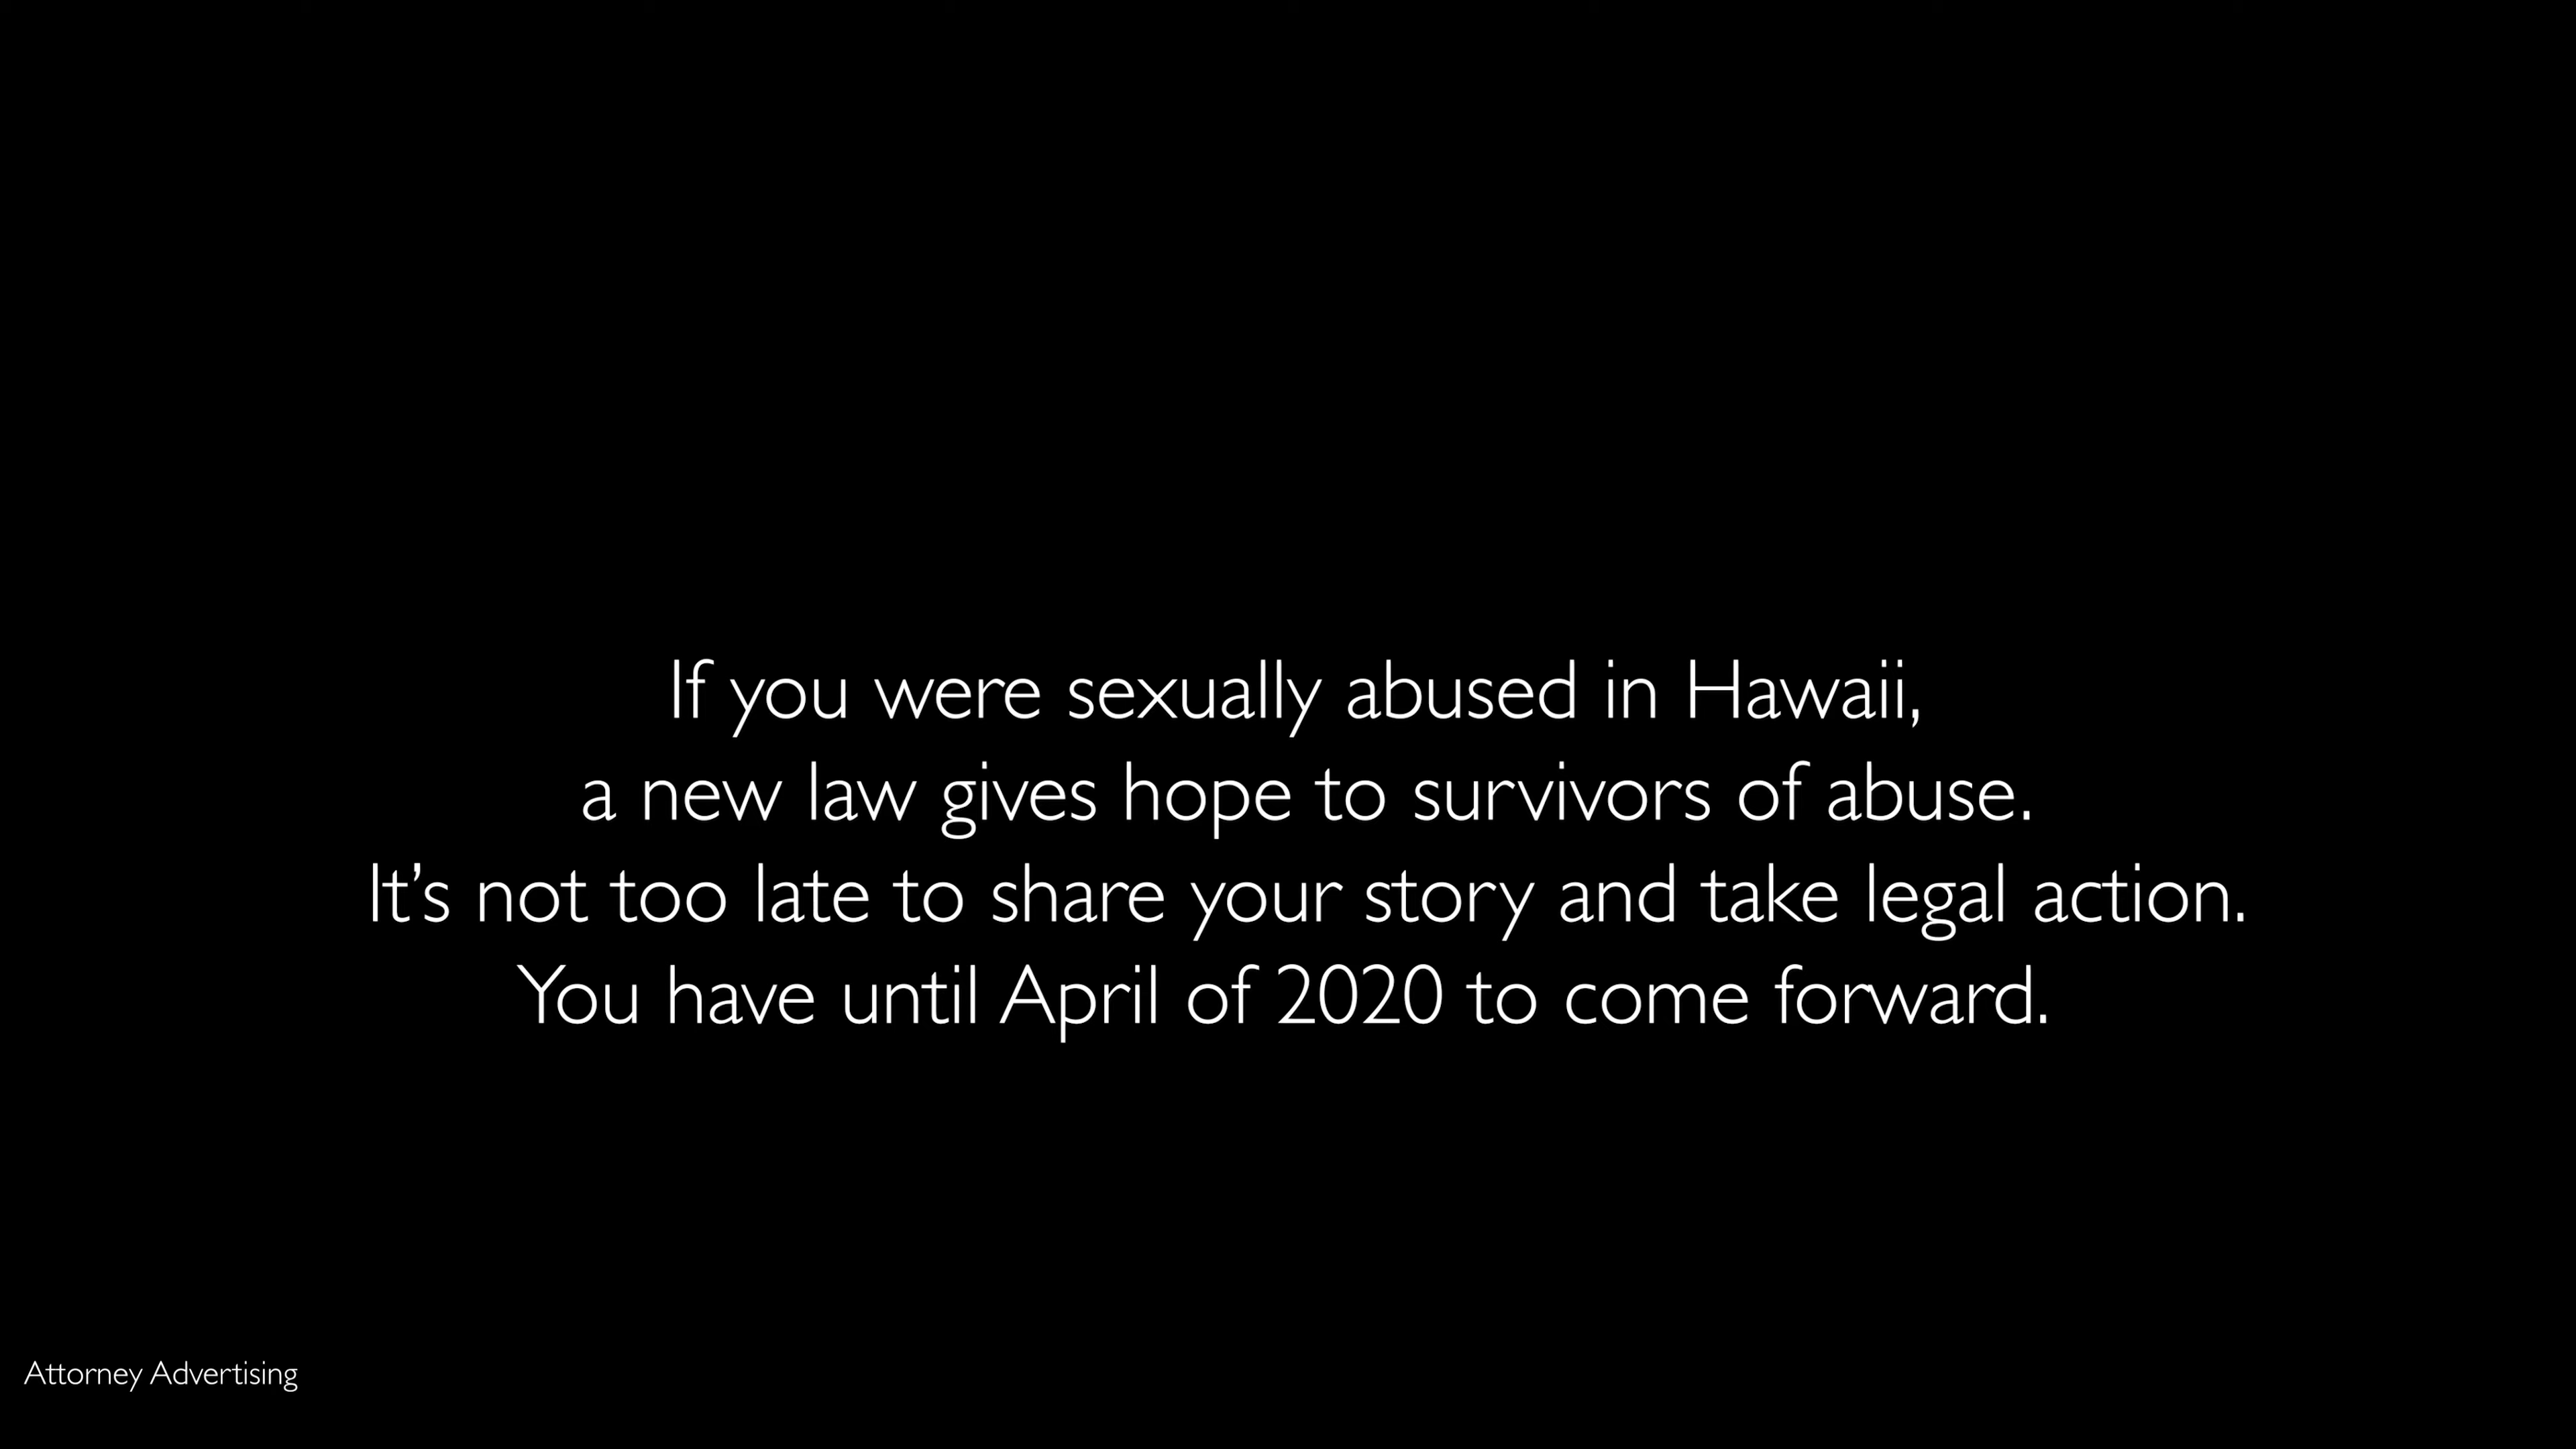 If you were sexually abused in Hawaii,
a new law gives hope to survivors of abuse.
It’s not too late to share your story and take legal action.
You have until April of 2020 to come forward.
Attorney Advertising